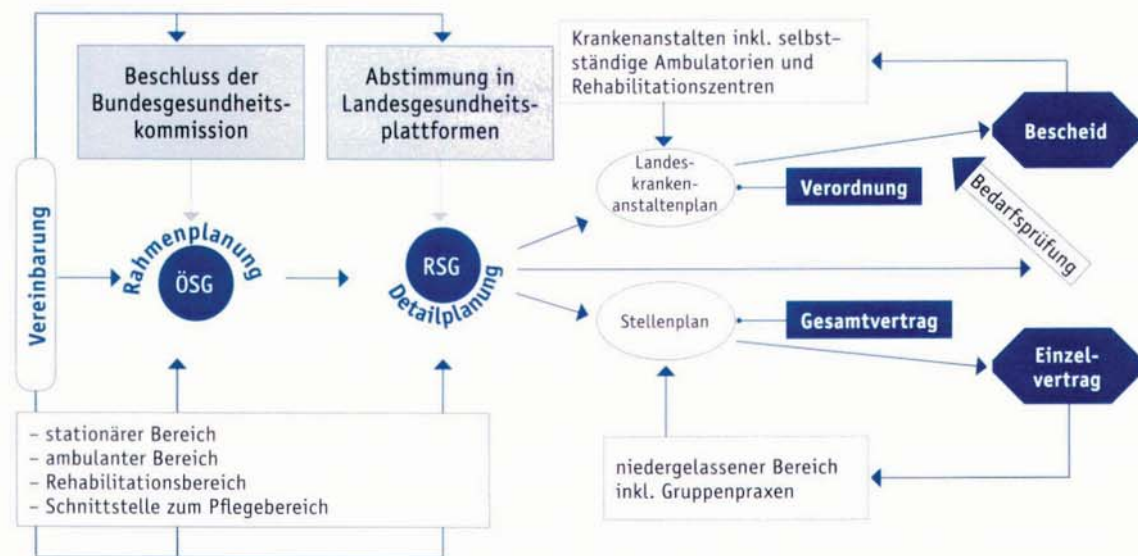 Beschluss der
Bundesgesundheits-
kommission
Abstimmung in
Landesgesundheits-
plattformen
Krankenanstalten inkl. selbst-
ständige Ambulatorien und
Rehabilitationszentren
Bescheid
Landes-
kranken-
anstaltenplan
Verordnung
Bedarfsprüfung
Vereinbarung
Rahmenplanung
ÖSG
RSG
Detailplanung
Stellenplan
Gesamtvertrag
Einzel-
vertrag
– stationärer Bereich
– ambulanter Bereich
– Rehabilitationsbereich
– Schnittstelle zum Pflegebereich
niedergelassener Bereich
inkl. Gruppenpraxen